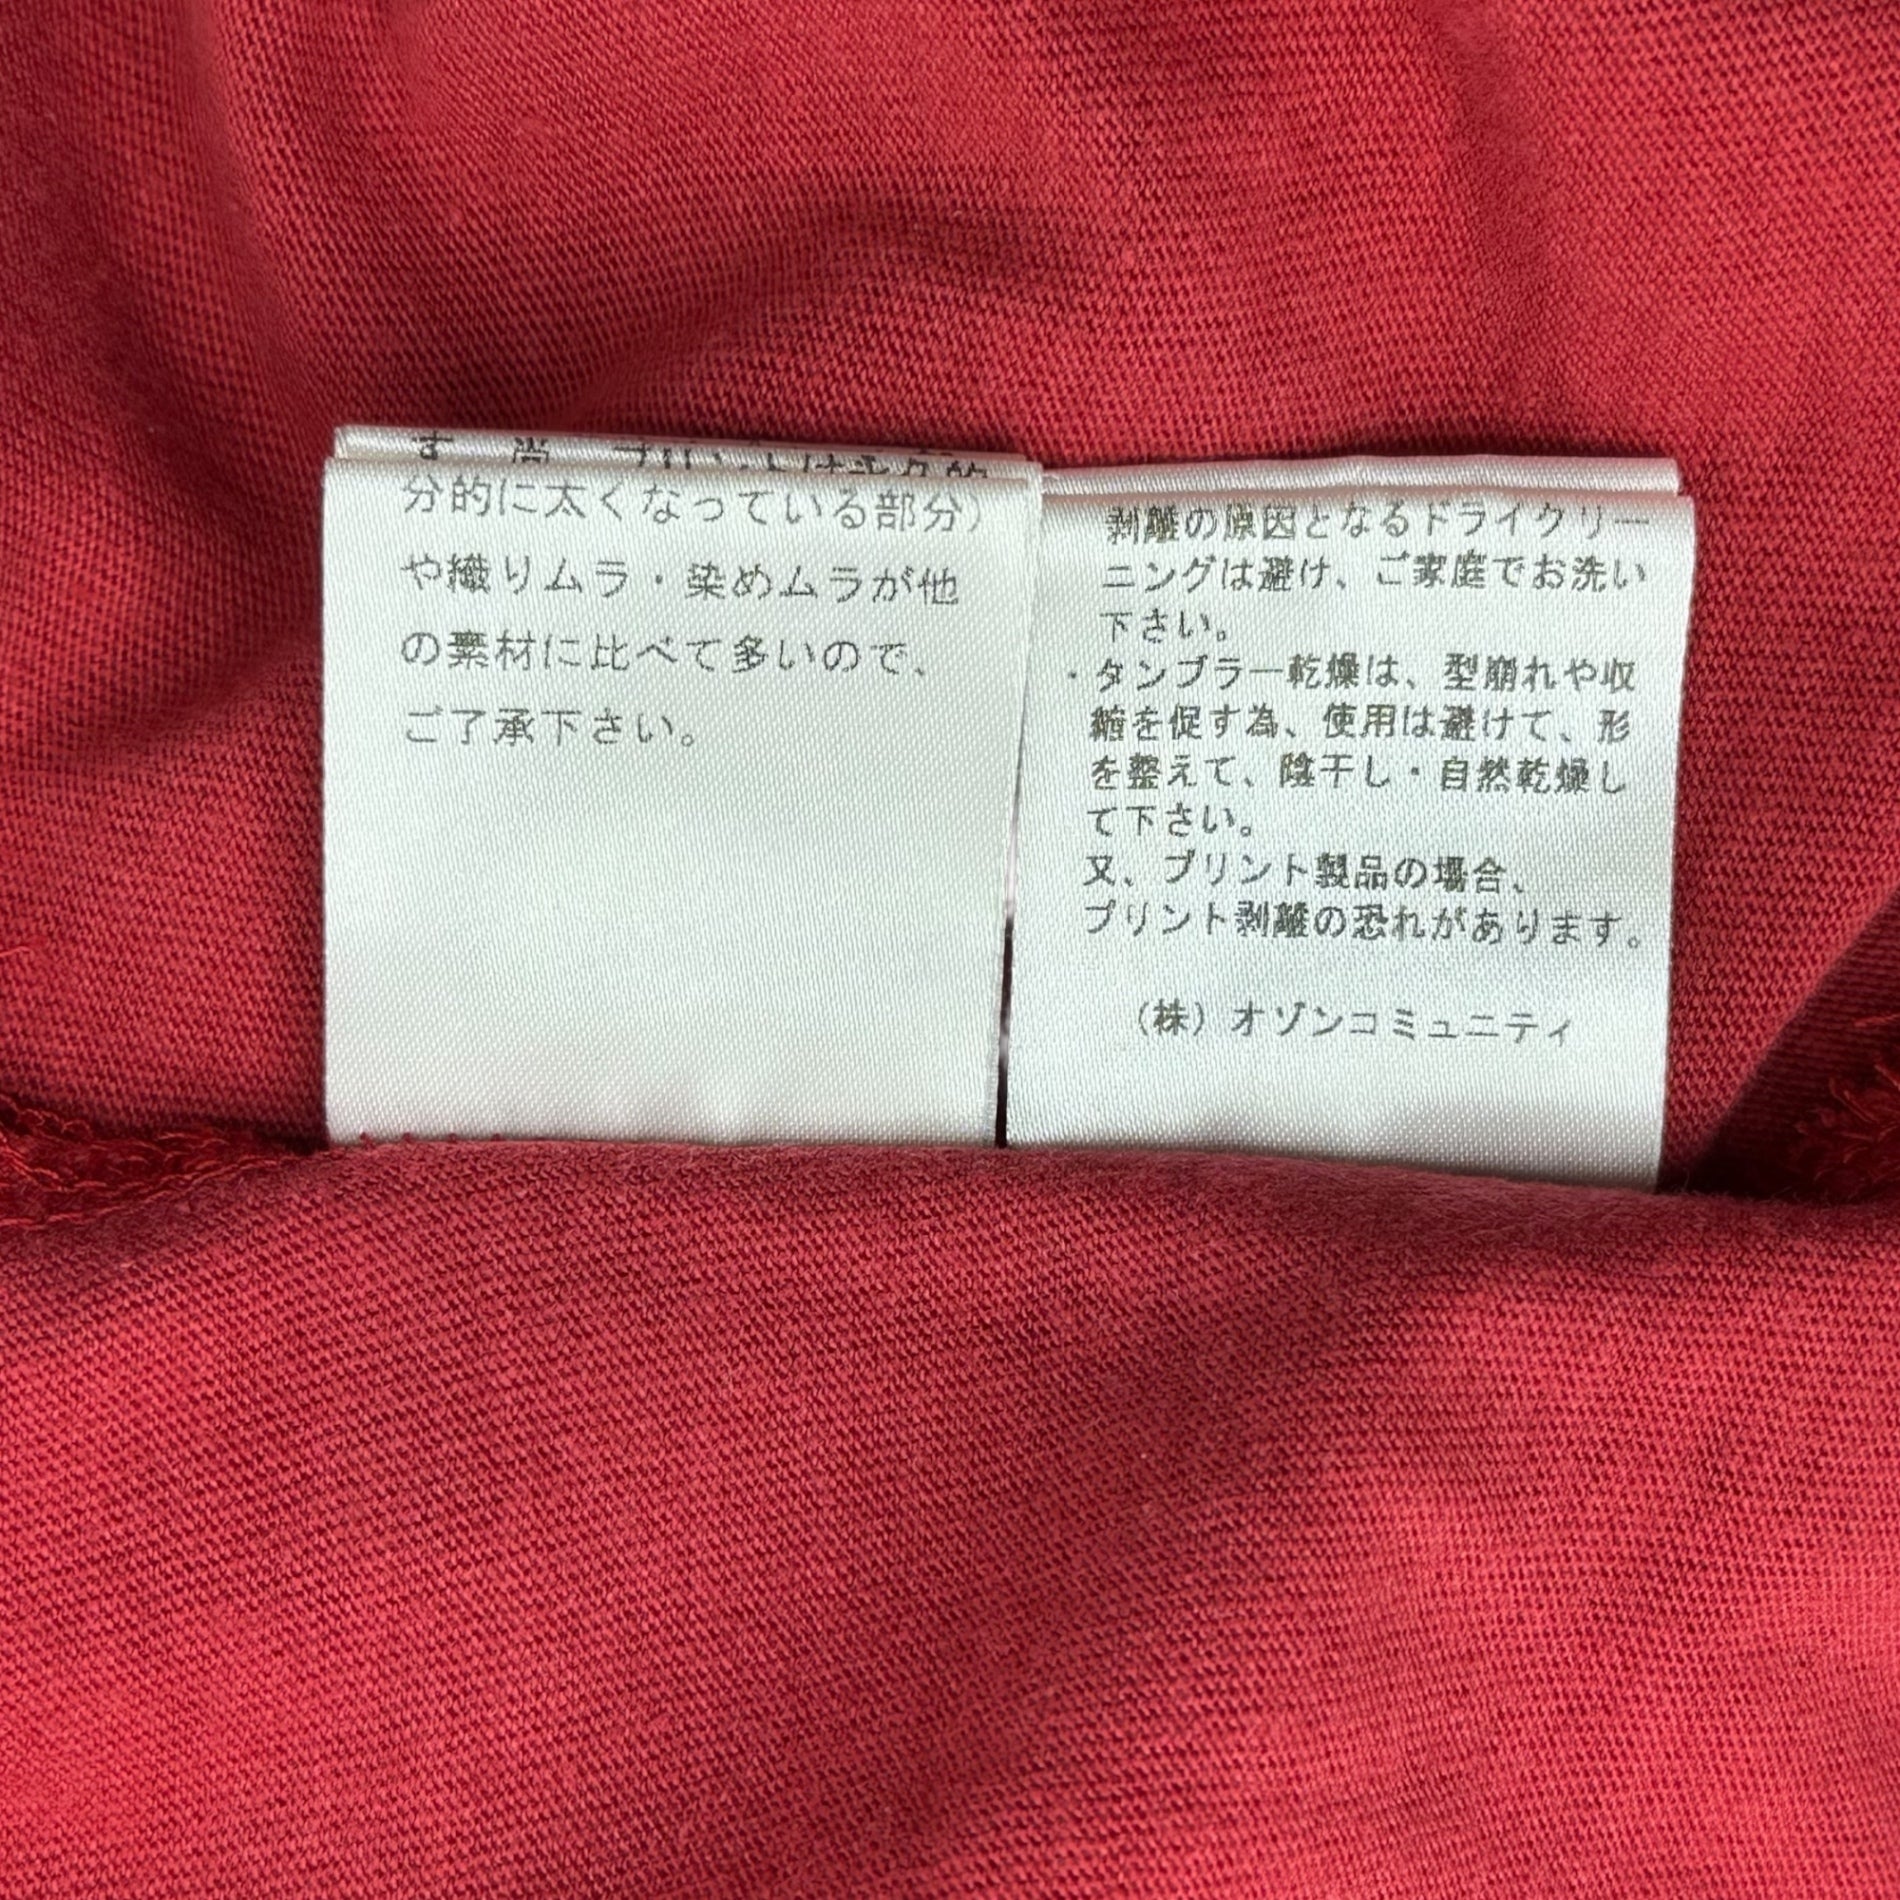 分的に太くなっている部分）
や織りムラ・染めムラが他
の素材に比べて多いので、
ご了承下さい。
剥離の原因となるドライクリー
ニングは避け、ご家庭でお洗い
下さい。
・タンブラー乾燥は、型崩れや収
縮を促す為、使用は避けて、形
を整えて、陰干し・自然乾燥し
て下さい。
又、プリント製品の場合、
プリント剥離の恐れがあります。
（株）オゾンコミュニティ